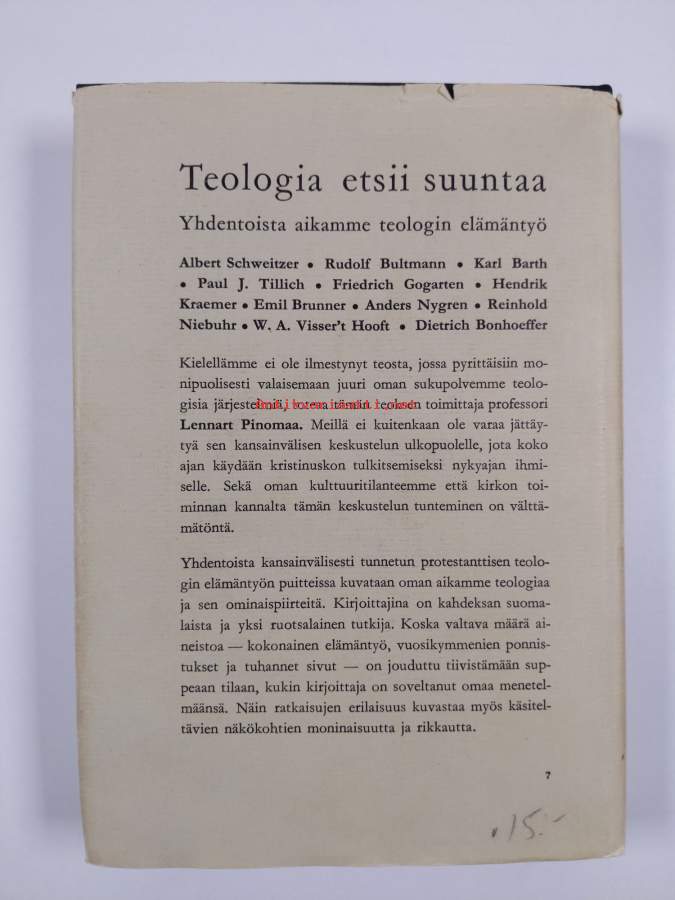 Teologia etsii suuntaa
Yhdentoista aikamme teologin elämäntyö
Albert Schweitzer • Rudolf Bultmann • Karl Barth
• Paul J. Tillich • Friedrich Gogarten • Hendrik
Kraemer • Emil Brunner • Anders Nygren • Reinhold
Niebuhr • W. A. Visser't Hooft • Dietrich Bonhoeffer
Kielellämme ei ole ilmestynyt teosta, jossa pyrittäisiin mo-
nipuolisesti valaisemaan juuri oman sukupolvemme teolo-
gisia järjestelmiä, toteaa tämän teoksen toimittaja professori
Lennart Pinomaa. Meillä ei kuitenkaan ole varaa jättäy-
tyä sen kansainvälisen keskustelun ulkopuolelle, jota koko
ajan käydään kristinuskon tulkitsemiseksi nykyajan ihmi-
selle. Sekä oman kulttuuritilanteemme että kirkon toi-
minnan kannalta tämän keskustelun tunteminen on välttä-
mätöntä.
Yhdentoista kansainvälisesti tunnetun protestanttisen teolo-
gin elämäntyön puitteissa kuvataan oman aikamme teologiaa
ja sen ominaispiirteitä. Kirjoittajina on kahdeksan suoma-
laista ja yksi ruotsalainen tutkija. Koska valtava määrä ai-
neistoa — kokonainen elämäntyö, vuosikymmenien ponnis-
tukset ja tuhannet sivut — on jouduttu tiivistämään sup-
peaan tilaan, kukin kirjoittaja on soveltanut omaa menetel-
määnsä. Näin ratkaisujen erilaisuus kuvastaa myös käsitel-
tävien näkökohtien moninaisuutta ja rikkautta.
7
15:-